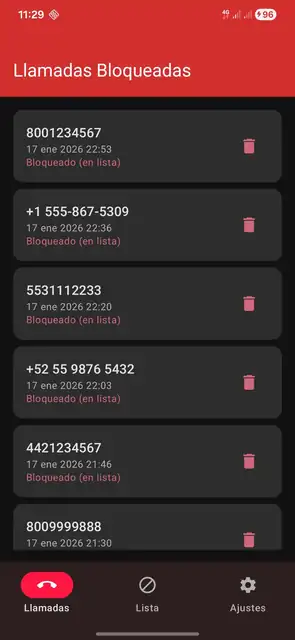 11:29
4G
96
Llamadas Bloqueadas
8001234567
17 ene 2026 22:53
Bloqueado (en lista)
+1 555-867-5309
17 ene 2026 22:36
Bloqueado (en lista)
5531112233
17 ene 2026 22:20
Bloqueado (en lista)
+52 55 9876 5432
17 ene 2026 22:03
Bloqueado (en lista)
4421234567
17 ene 2026 21:46
Bloqueado (en lista)
8009999888
17 ene 2026 21:30
Llamadas
Lista
Ajustes